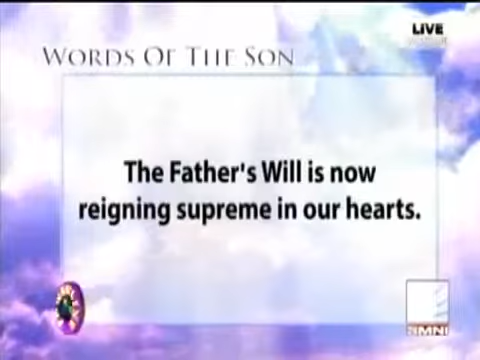 LIVE
WORDS OF THE SON
The Father's Will is now
reigning supreme in our hearts.
SMNI